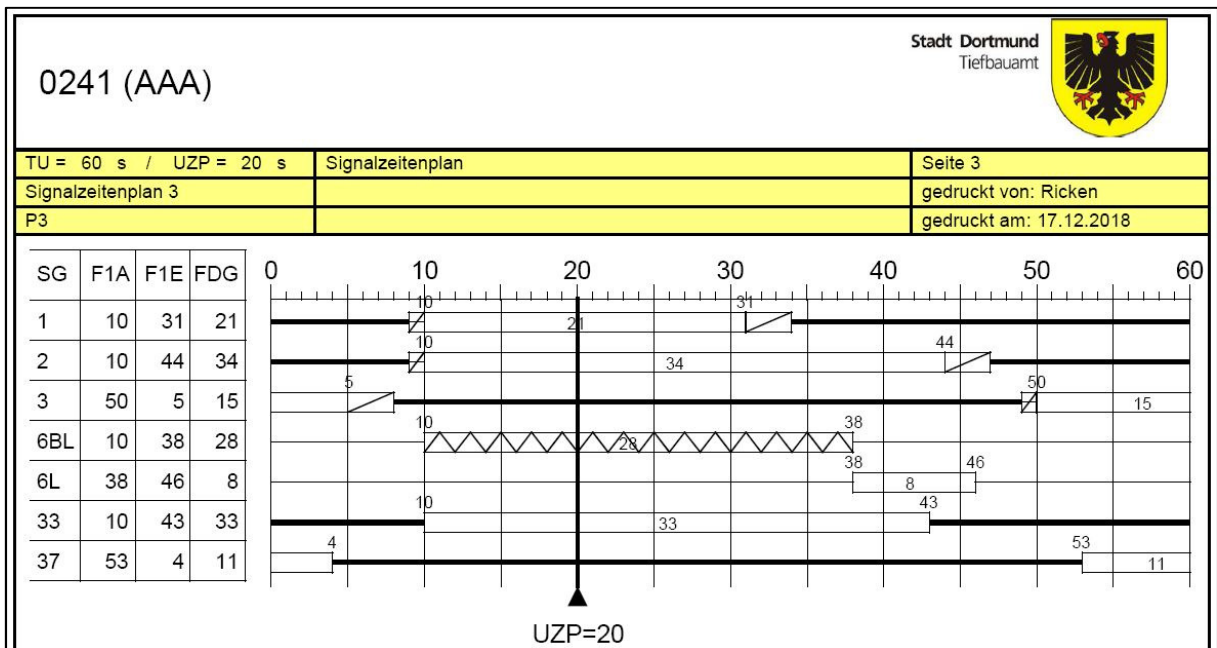 Stadt Dortmund
Tiefbauamt
0241 (AAA)
TU = 60 s / UZP = 20 s Signalzeitenplan Seite 3
Signalzeitenplan 3 gedruckt von: Ricken
P3 gedruckt am: 17.12.2018
SG F1A F1E FDG 0 10 20 30 40 50 60
10 31
1 10 31 21 21
10 44
2 10 44 34 34
5 50
3 50 5 15 15
10 38
6BL 10 38 28 28
38 46
6L 38 46 8 8
10 43
33 10 43 33 33
4 53
37 53 4 11 11
UZP=20